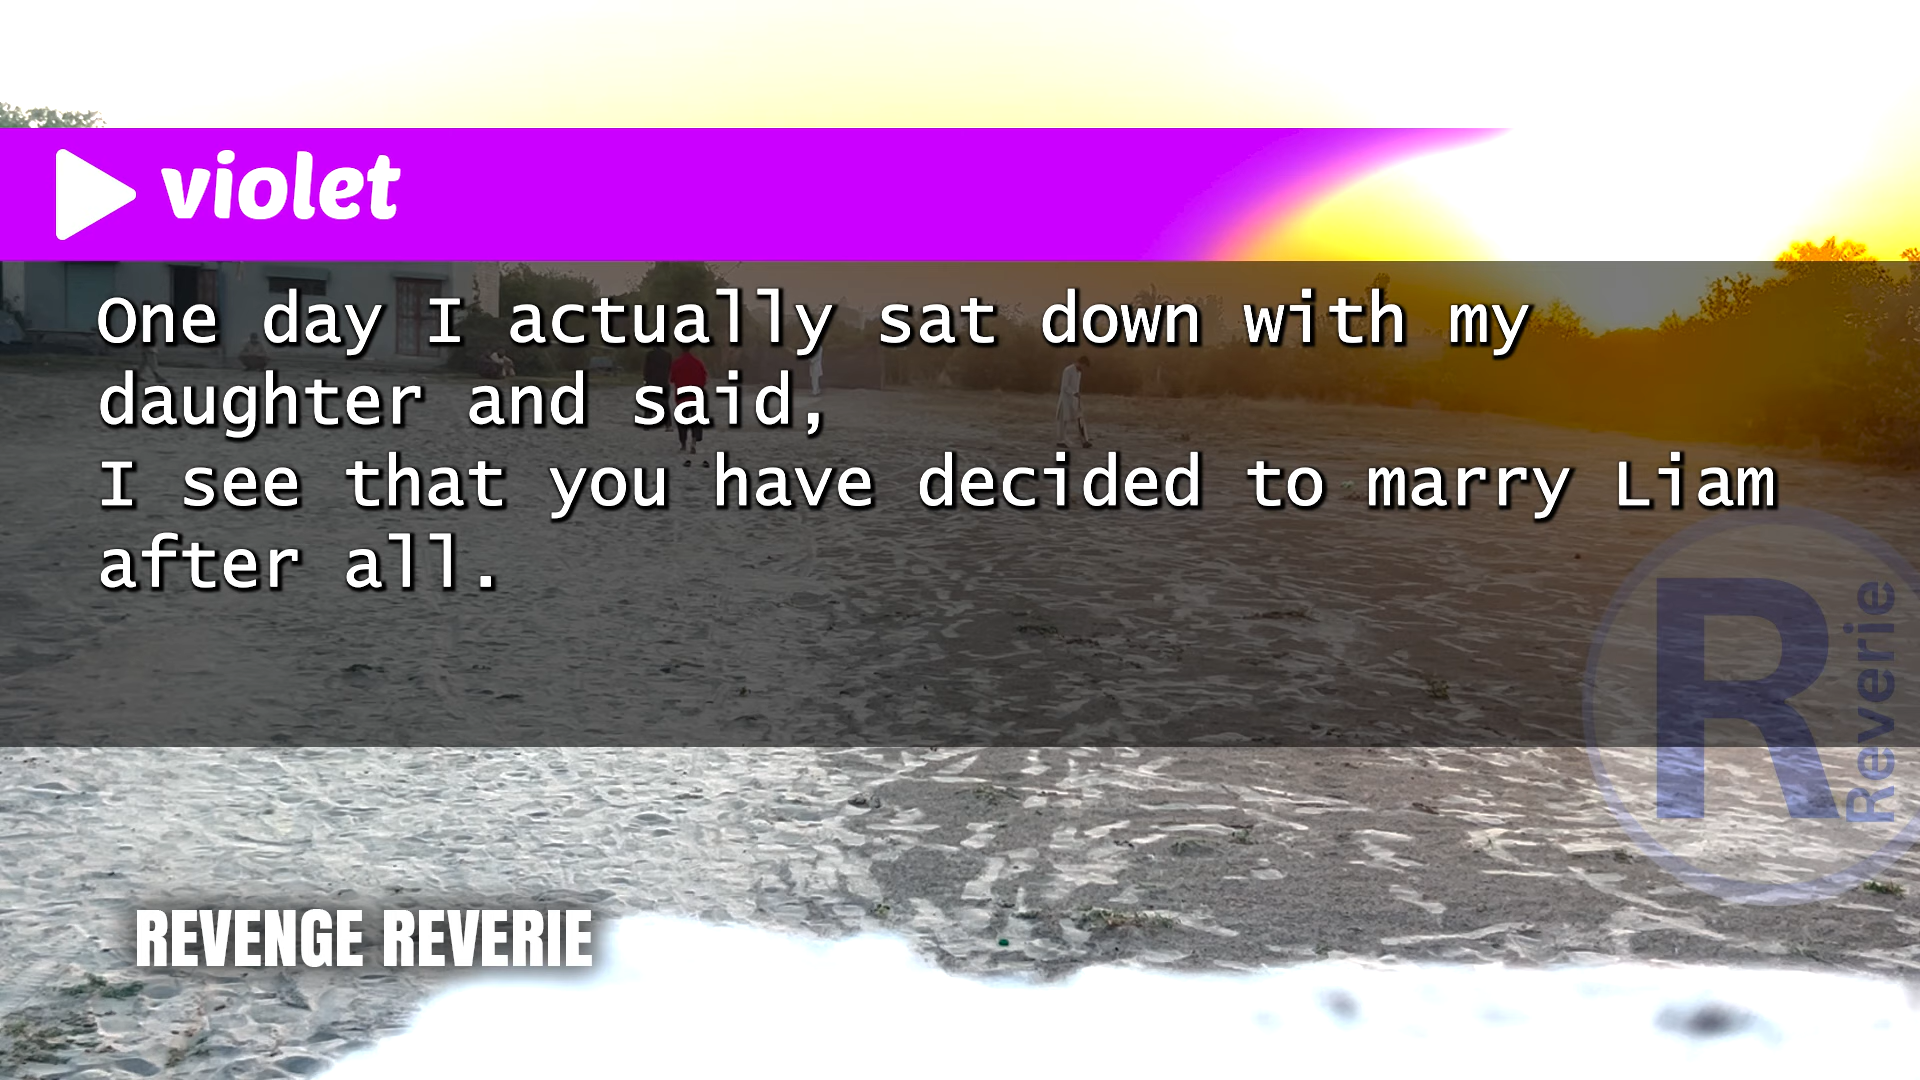 violet
One day I actually sat down with my
daughter and said,
I see that you have decided to marry Liam
after all.
R
Reverie
REVENGE REVERIE